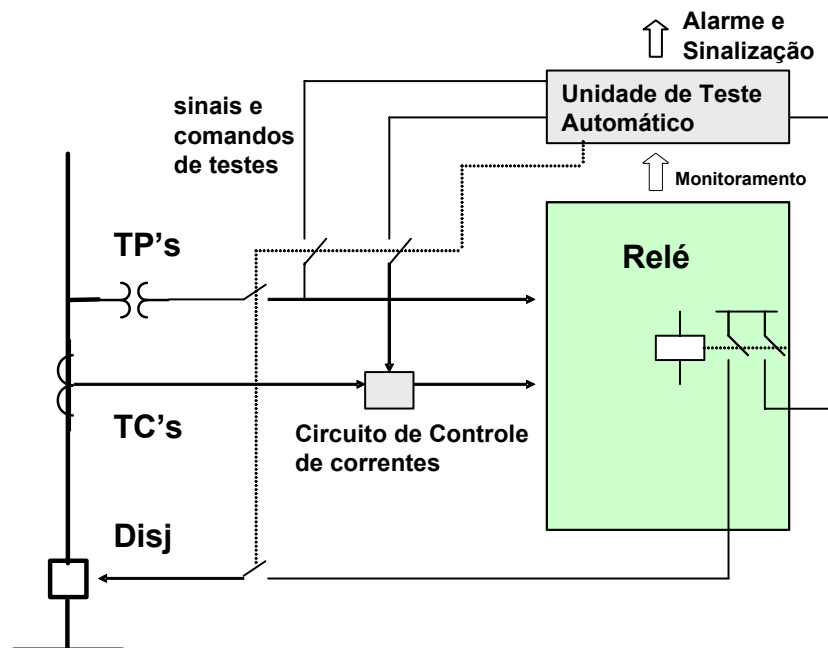 Alarme e
Sinalização
Unidade de Teste
Automático
sinais e
comandos
de testes
Monitoramento
TP’s
Relé
TC’s
Circuito de Controle
de correntes
Disj